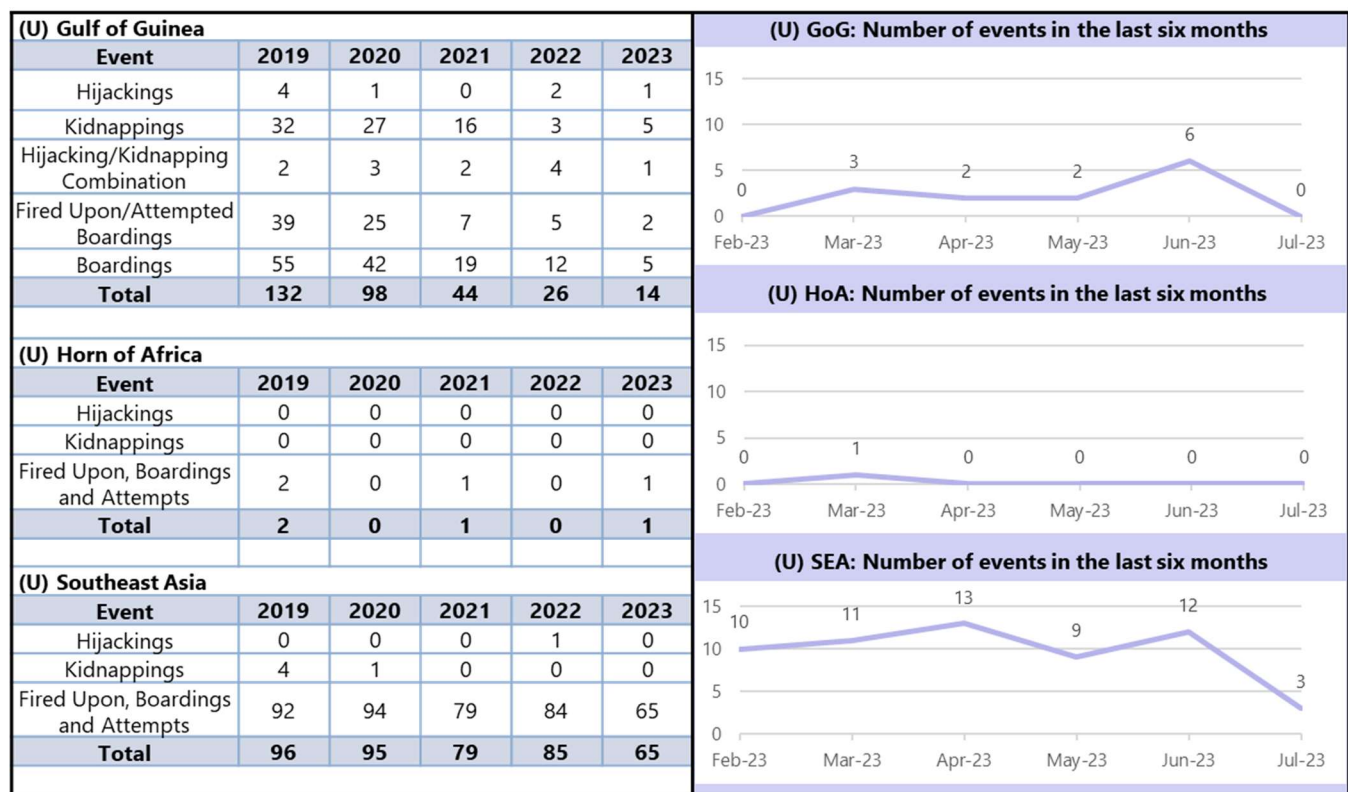 (U) Gulf of Guinea
Event 2019 2020 2021 2022 2023
Hijackings 4 1 0 2 1
Kidnappings 32 27 16 3 5
Hijacking/Kidnapping
Combination 2 3 2 4 1
Fired Upon/Attempted
Boardings 39 25 7 5 2
Boardings 55 42 19 12 5
Total 132 98 44 26 14
(U) Horn of Africa
Event 2019 2020 2021 2022 2023
Hijackings 0 0 0 0 0
Kidnappings 0 0 0 0 0
Fired Upon, Boardings
and Attempts 2 0 1 0 1
Total 2 0 1 0 1
(U) Southeast Asia
Event 2019 2020 2021 2022 2023
Hijackings 0 0 0 1 0
Kidnappings 4 1 0 0 0
Fired Upon, Boardings
and Attempts 92 94 79 84 65
Total 96 95 79 85 65
(U) GoG: Number of events in the last six months
15
10
5
0
0 3 2 2 6 0
Feb-23 Mar-23 Apr-23 May-23 Jun-23 Jul-23
(U) HoA: Number of events in the last six months
15
10
5
0
0 1 0 0 0 0
Feb-23 Mar-23 Apr-23 May-23 Jun-23 Jul-23
(U) SEA: Number of events in the last six months
15
10
5
0
10 11 13 9 12 3
Feb-23 Mar-23 Apr-23 May-23 Jun-23 Jul-23